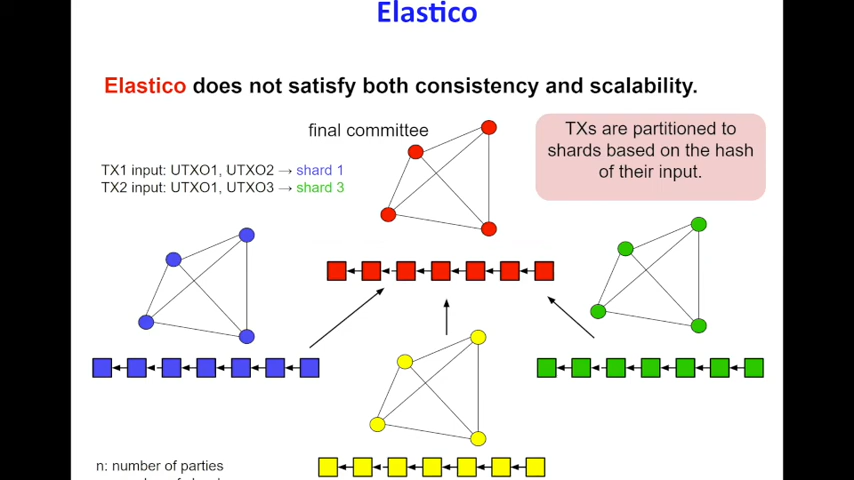 Elastico
Elastico does not satisfy both consistency and scalability.
final committee
TXs are partitioned to
shards based on the hash
of their input.
TX1 input: UTXO1, UTXO2 → shard 1
TX2 input: UTXO1, UTXO3 → shard 3
n: number of parties